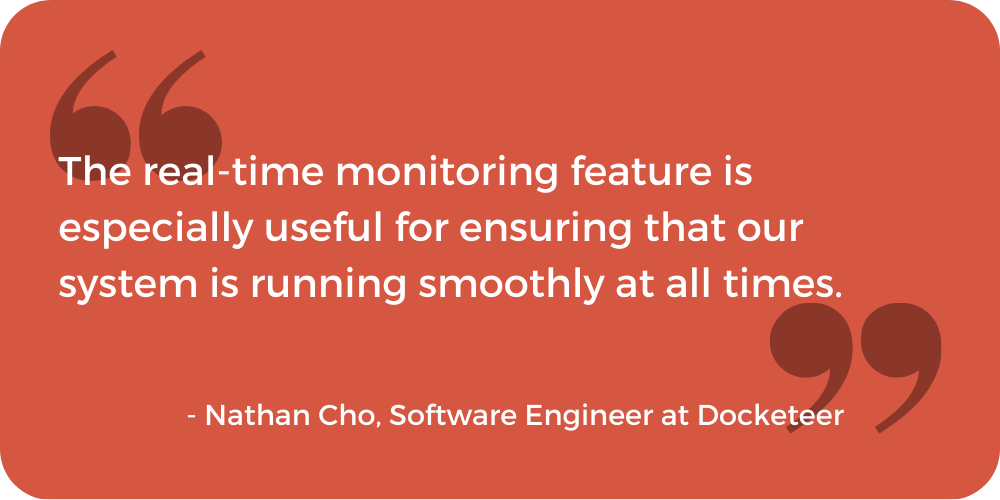 The real-time monitoring feature is
especially useful for ensuring that our
system is running smoothly at all times.
- Nathan Cho, Software Engineer at Docketeer